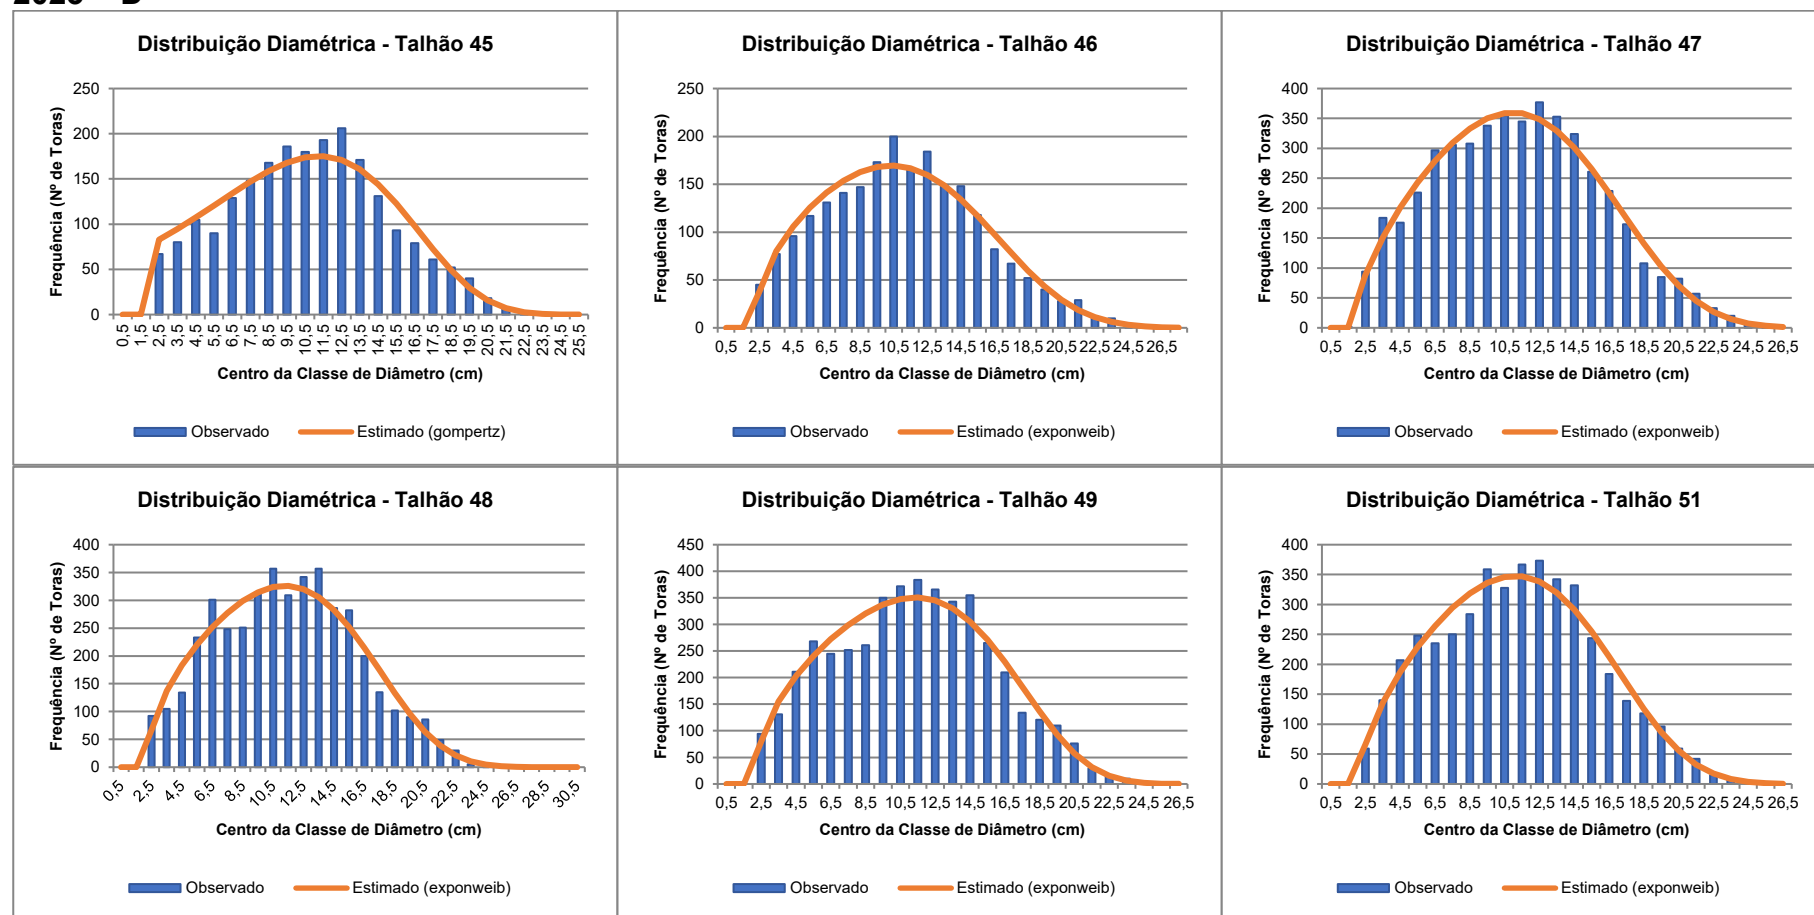 Distribuição Diamétrica - Talhão 45
250
200
150
100
50
0
Frequência (Nº de Toras)
0,5 1,5 2,5 3,5 4,5 5,5 6,5 7,5 8,5 9,5 10,5 11,5 12,5 13,5 14,5 15,5 16,5 17,5 18,5 19,5 20,5 21,5 22,5 23,5 24,5 25,5
Centro da Classe de Diâmetro (cm)
Observado Estimado (gompertz)
Distribuição Diamétrica - Talhão 46
250
200
150
100
50
0
Frequência (Nº de Toras)
0,5 2,5 4,5 6,5 8,5 10,5 12,5 14,5 16,5 18,5 20,5 22,5 24,5 26,5
Centro da Classe de Diâmetro (cm)
Observado Estimado (exponweib)
Distribuição Diamétrica - Talhão 47
400
350
300
250
200
150
100
50
0
Frequência (Nº de Toras)
0,5 2,5 4,5 6,5 8,5 10,5 12,5 14,5 16,5 18,5 20,5 22,5 24,5 26,5
Centro da Classe de Diâmetro (cm)
Observado Estimado (exponweib)
Distribuição Diamétrica - Talhão 48
400
350
300
250
200
150
100
50
0
Frequência (Nº de Toras)
0,5 2,5 4,5 6,5 8,5 10,5 12,5 14,5 16,5 18,5 20,5 22,5 24,5 26,5 28,5 30,5
Centro da Classe de Diâmetro (cm)
Observado Estimado (exponweib)
Distribuição Diamétrica - Talhão 49
450
400
350
300
250
200
150
100
50
0
Frequência (Nº de Toras)
0,5 2,5 4,5 6,5 8,5 10,5 12,5 14,5 16,5 18,5 20,5 22,5 24,5 26,5
Centro da Classe de Diâmetro (cm)
Observado Estimado (exponweib)
Distribuição Diamétrica - Talhão 51
400
350
300
250
200
150
100
50
0
Frequência (Nº de Toras)
0,5 2,5 4,5 6,5 8,5 10,5 12,5 14,5 16,5 18,5 20,5 22,5 24,5 26,5
Centro da Classe de Diâmetro (cm)
Observado Estimado (exponweib)